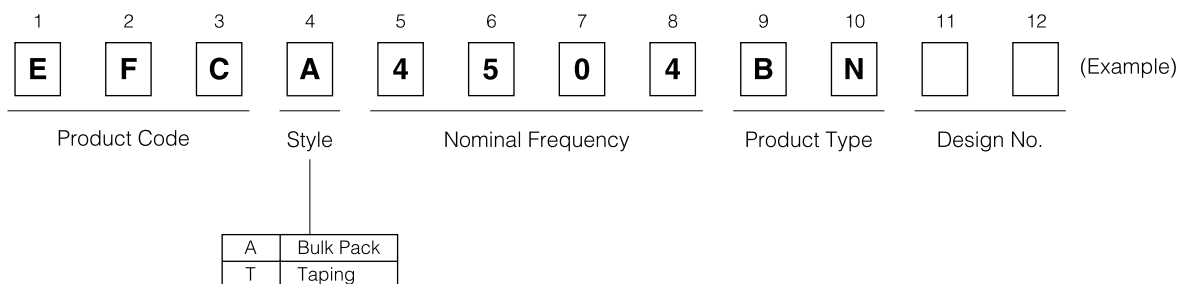 1 2 3 4 5 6 7 8 9 10 11 12
E F C A 4 5 0 4 B N (Example)
Product Code Style Nominal Frequency Product Type Design No.
A Bulk Pack
T Taping